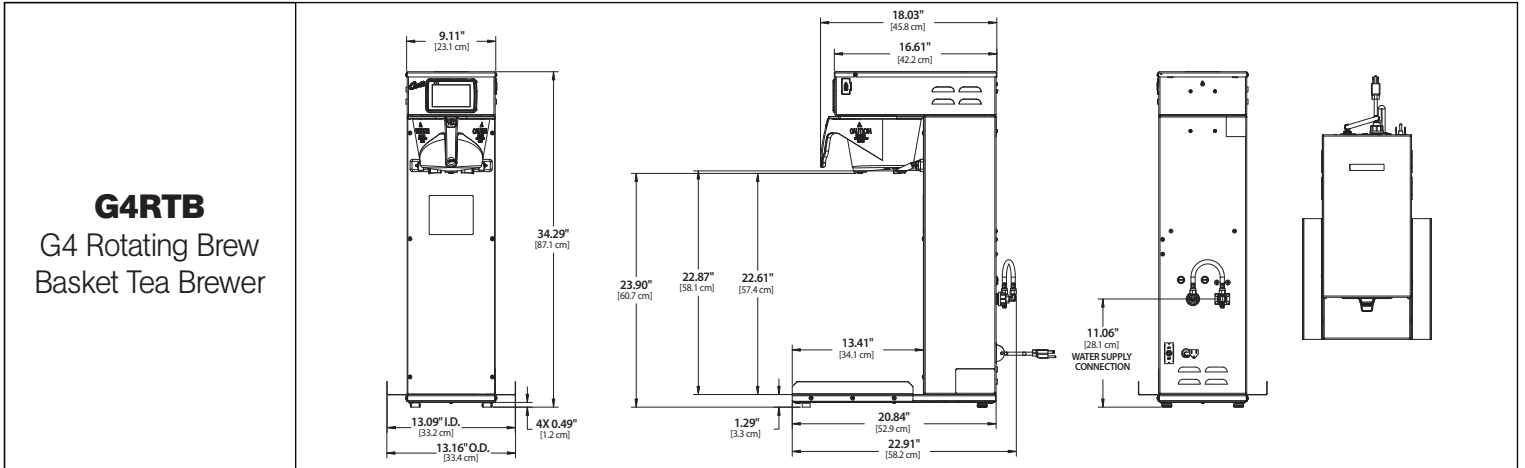 G4RTB
G4 Rotating Brew
Basket Tea Brewer
9.11"
[23.1 cm]
34.29"
[87.1 cm]
13.09" I.D.
[33.2 cm]
13.16" O.D.
[33.4 cm]
4X 0.49"
[1.2 cm]
18.03"
[45.8 cm]
16.61"
[42.2 cm]
CAUTION
23.90"
[60.7 cm]
22.87"
[58.1 cm]
22.61"
[57.4 cm]
13.41"
[34.1 cm]
1.29"
[3.3 cm]
20.84"
[52.9 cm]
22.91"
[58.2 cm]
11.06"
[28.1 cm]
WATER SUPPLY
CONNECTION